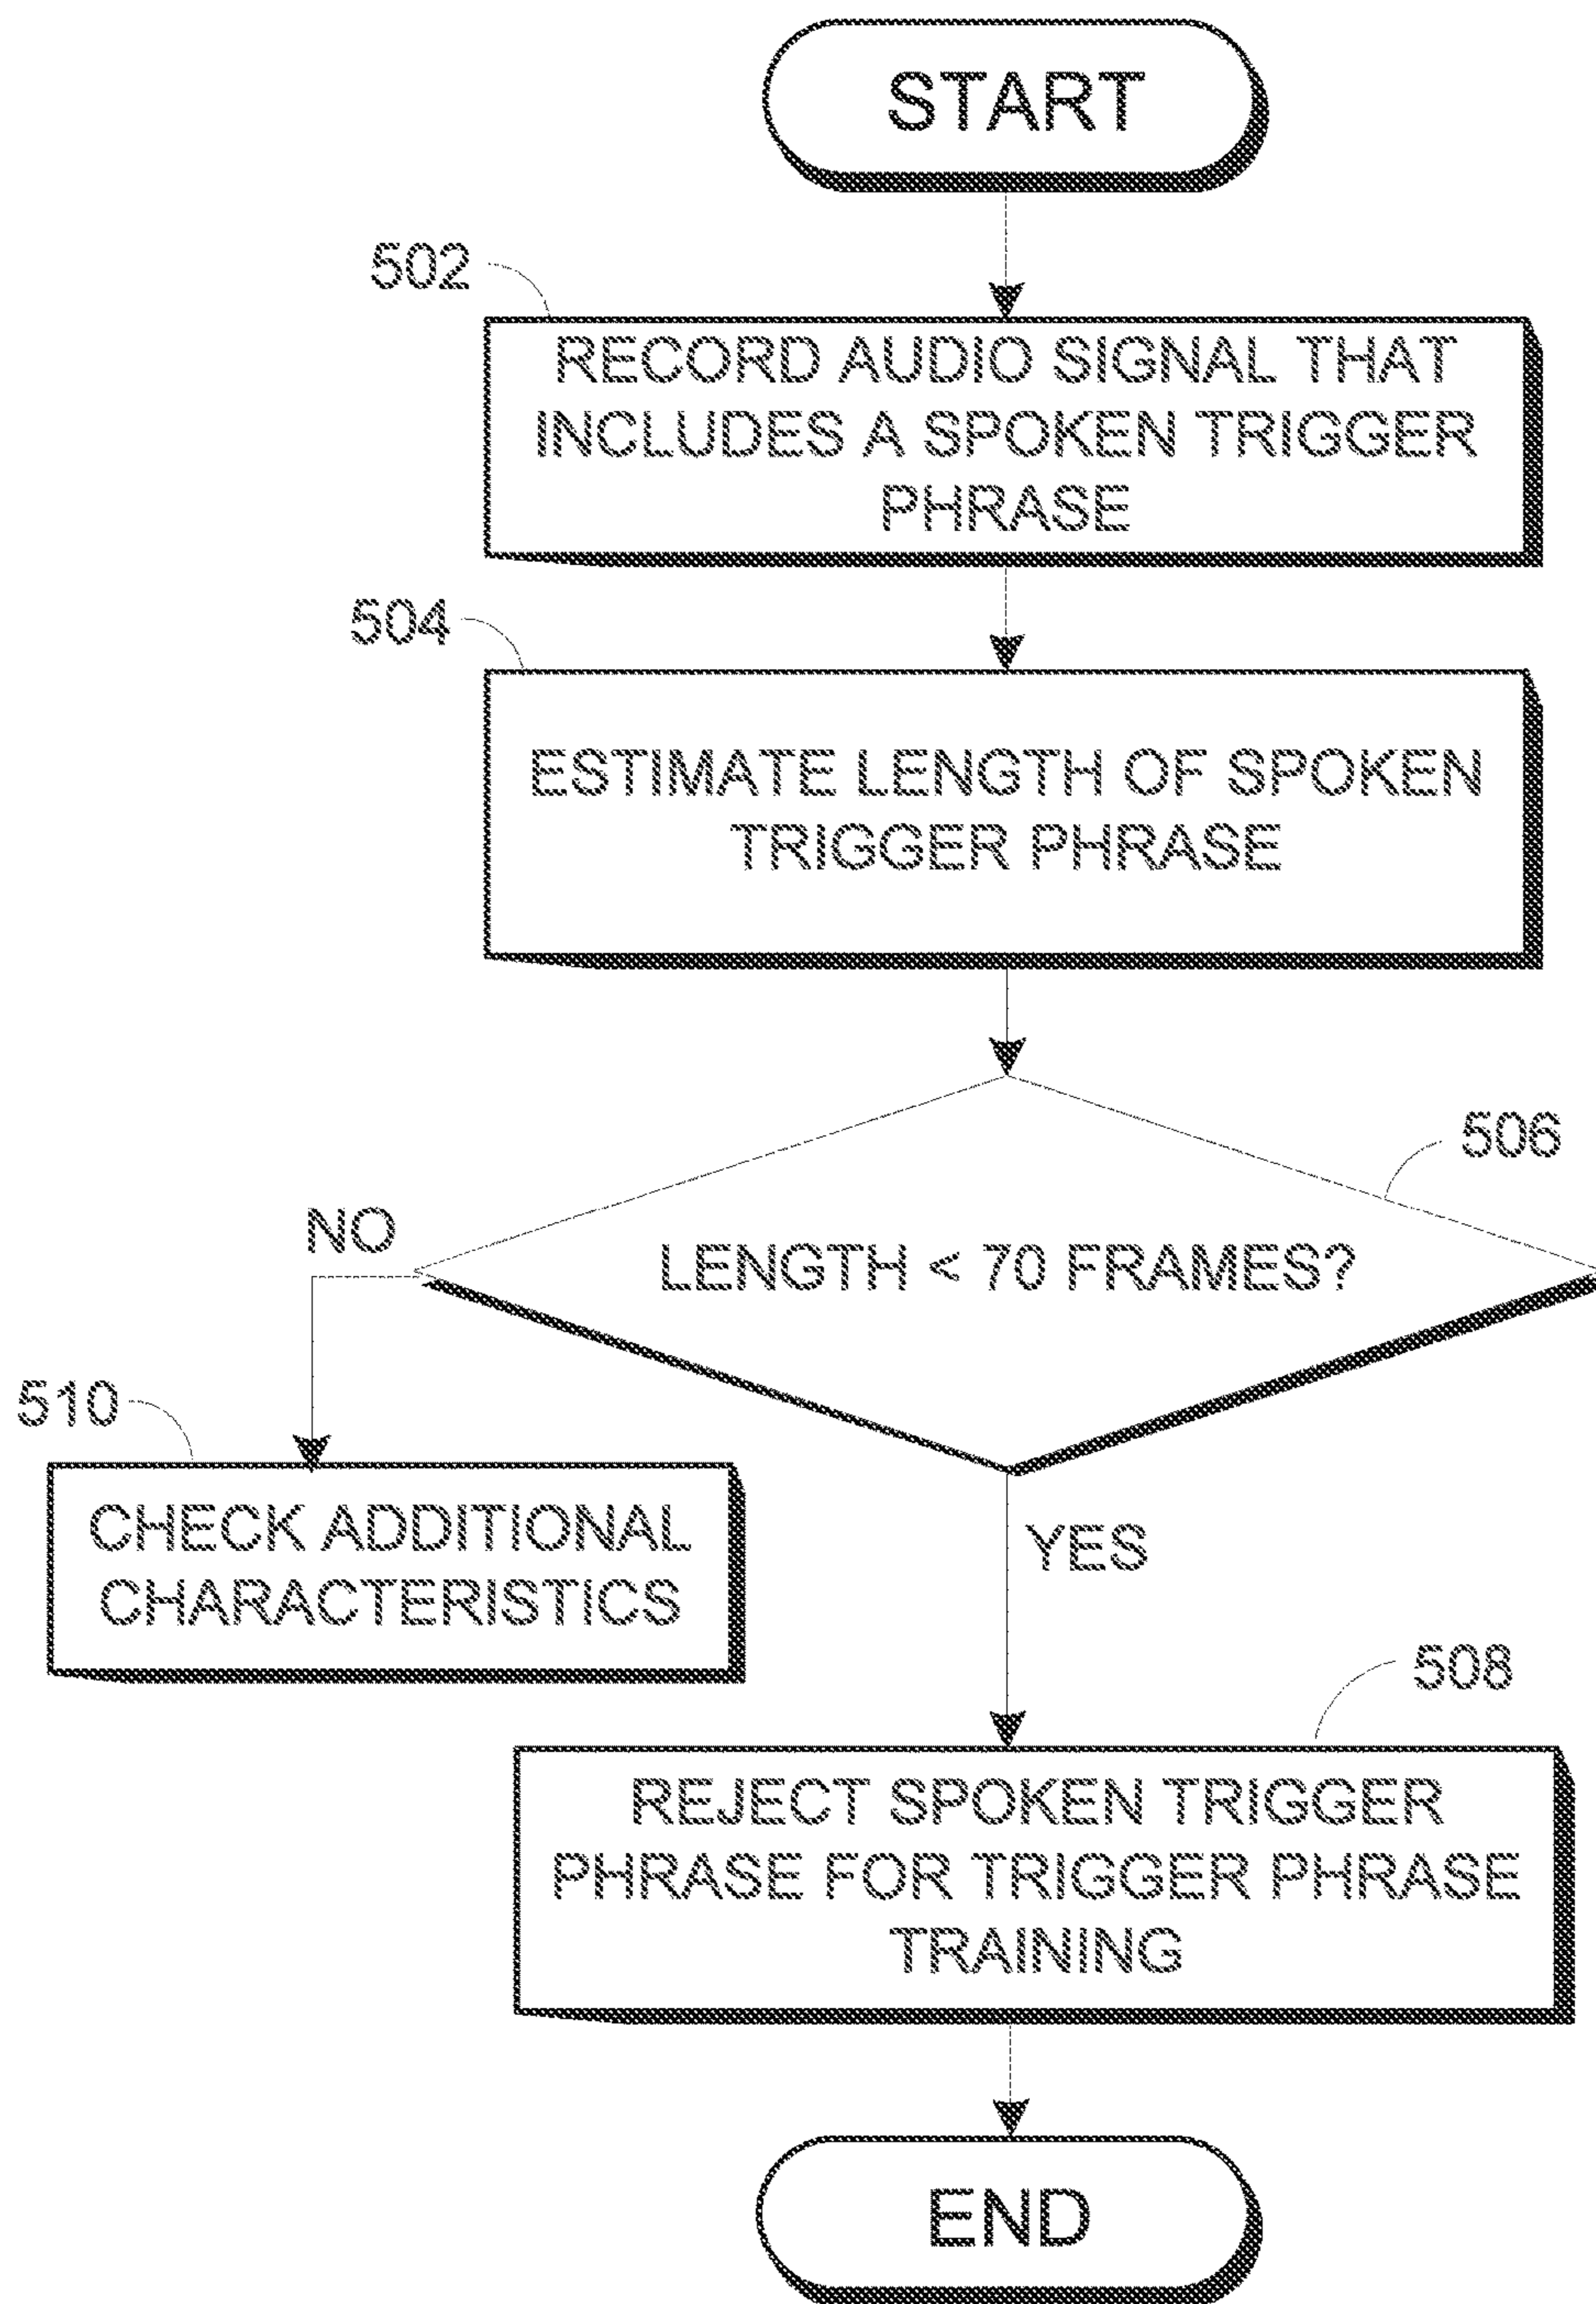 START
502
RECORD AUDIO SIGNAL THAT
INCLUDES A SPOKEN TRIGGER
PHRASE
504
ESTIMATE LENGTH OF SPOKEN
TRIGGER PHRASE
506
NO
LENGTH < 70 FRAMES?
510
CHECK ADDITIONAL
CHARACTERISTICS
YES
508
REJECT SPOKEN TRIGGER
PHRASE FOR TRIGGER PHRASE
TRAINING
END